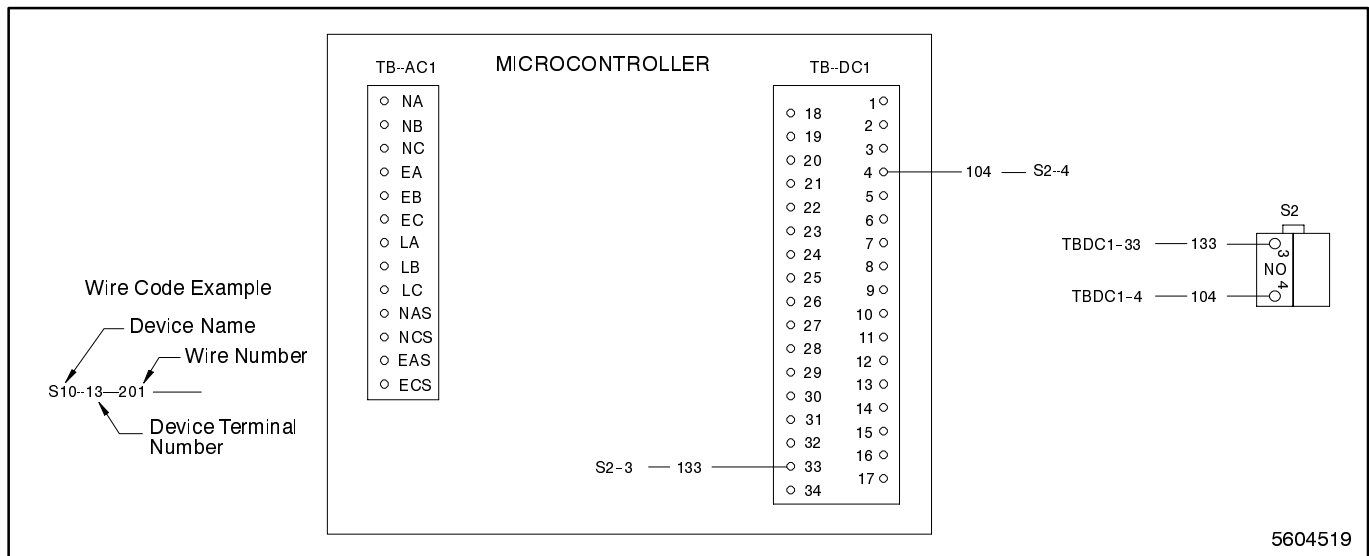 MICROCONTROLLER
TB--AC1
NA
NB
NC
EA
EB
EC
LA
LB
LC
NAS
NCS
EAS
ECS
TB--DC1
1
2
3
4
5
6
7
8
9
10
11
12
13
14
15
16
17
18
19
20
21
22
23
24
25
26
27
28
29
30
31
32
33
34
104 S2--4
S2-3 133
S2
TBDC1-33 133 3
NO
TBDC1-4 104 4
Wire Code Example
Device Name
Wire Number
S10--13—201
Device Terminal
Number
5604519